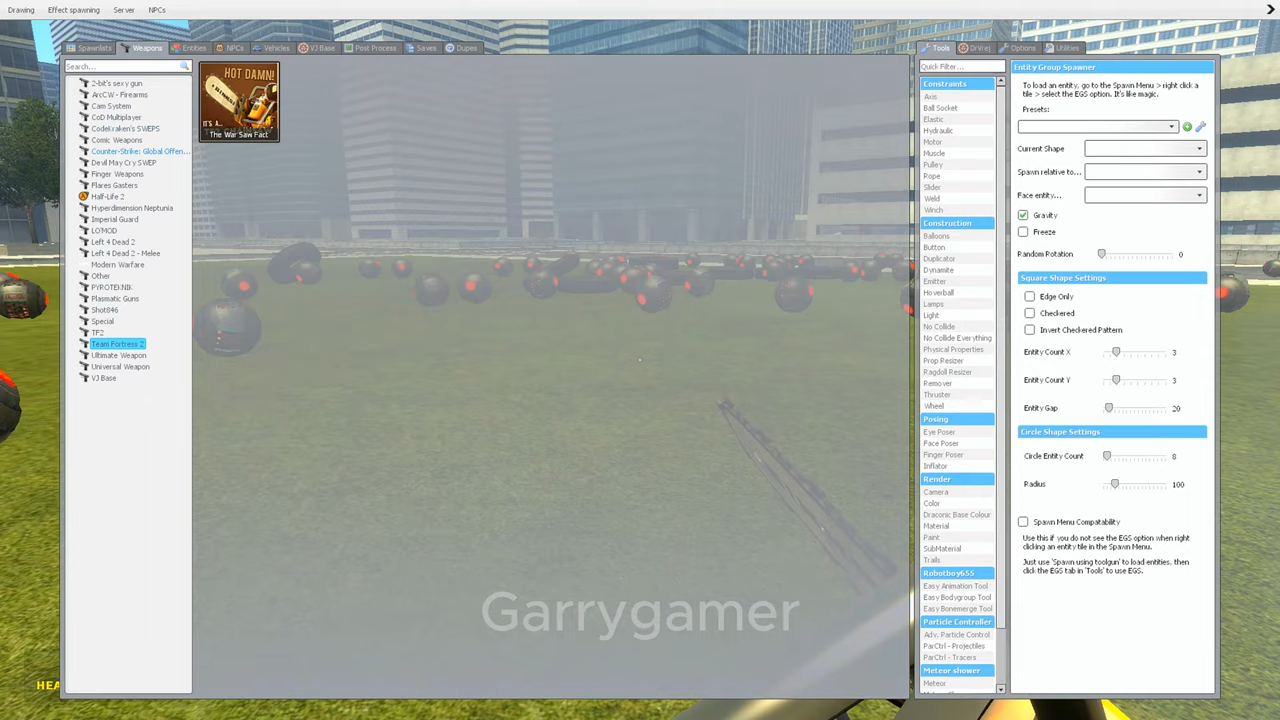 Drawing Effect spawning Server NPCs
Spawnlists Weapons Entities NPCs Vehicles VJ Base Post Process Saves Dupes
Search...
2-bit's sexy gun
ArcCW - Firearms
Cam System
CoD Multiplayer
Codekraken's SWEPS
Comic Weapons
Counter-Strike: Global Offen...
Devil May Cry SWEP
Finger Weapons
Flares Gasters
Half-Life 2
Hyperdimension Neptunia
Imperial Guard
LO'MOD
Left 4 Dead 2
Left 4 Dead 2 - Melee
Modern Warfare
Other
PYROTEKNIK
Plasmatic Guns
Shot846
Special
TF2
Team Fortress 2
Ultimate Weapon
Universal Weapon
VJ Base
HOT DAMN!
IT'S A...
The War Saw Fact
Garrygamer
HEA
Tools DrVrej Options Utilities
Quick Filter...
Constraints
Axis
Ball Socket
Elastic
Hydraulic
Motor
Muscle
Pulley
Rope
Slider
Weld
Winch
Construction
Balloons
Button
Duplicator
Dynamite
Emitter
Hoverball
Lamps
Light
No Collide
No Collide Everything
Physical Properties
Prop Resizer
Ragdoll Resizer
Remover
Thruster
Wheel
Posing
Eye Poser
Face Poser
Finger Poser
Inflator
Render
Camera
Color
Draconic Base Colour
Material
Paint
SubMaterial
Trails
Robotboy655
Easy Animation Tool
Easy Bodygroup Tool
Easy Bonemerge Tool
Particle Controller
Adv. Particle Control
ParCtrl - Projectiles
ParCtrl - Tracers
Meteor shower
Meteor
Entity Group Spawner
To load an entity, go to the Spawn Menu > right click a
tile > select the EGS option. It's like magic.
Presets:
Current Shape
Spawn relative to...
Face entity...
Gravity
Freeze
Random Rotation 0
Square Shape Settings
Edge Only
Checkered
Invert Checkered Pattern
Entity Count X 3
Entity Count Y 3
Entity Gap 20
Circle Shape Settings
Circle Entity Count 8
Radius 100
Spawn Menu Compatability
Use this if you do not see the EGS option when right
clicking an entity tile in the Spawn Menu.
Just use 'Spawn using toolgun' to load entities, then
click the EGS tab in 'Tools' to use EGS.